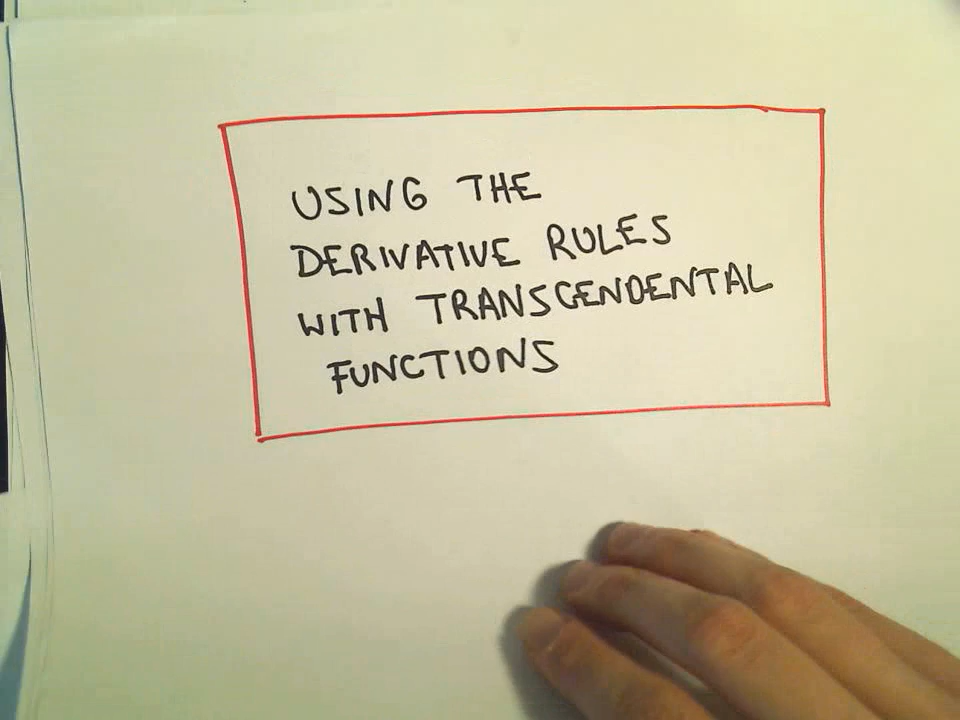 USING THE
DERIVATIVE RULES
WITH TRANSCENDENTAL
FUNCTIONS